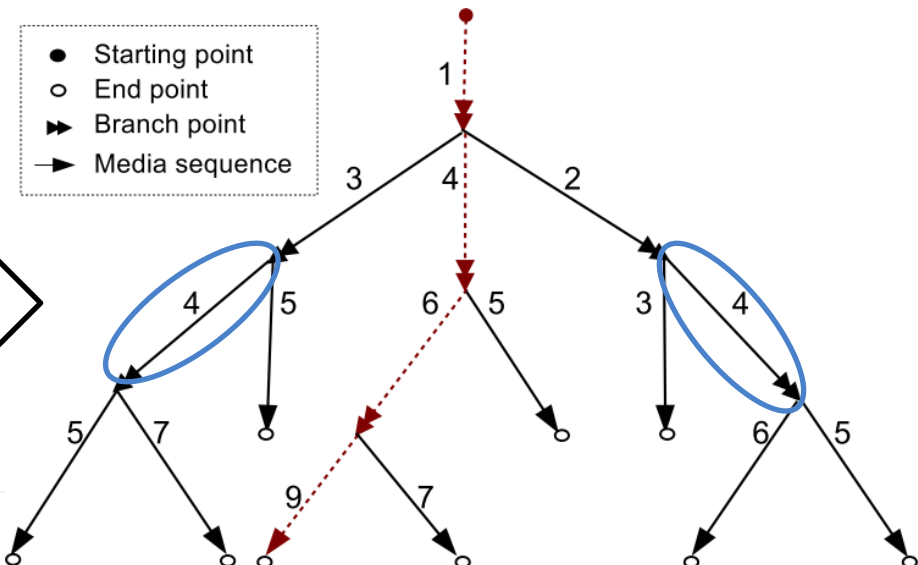 Starting point
End point
Branch point
Media sequence
1
3 4 2
4 5 6 5 3 4
5 7 6 5
9 7